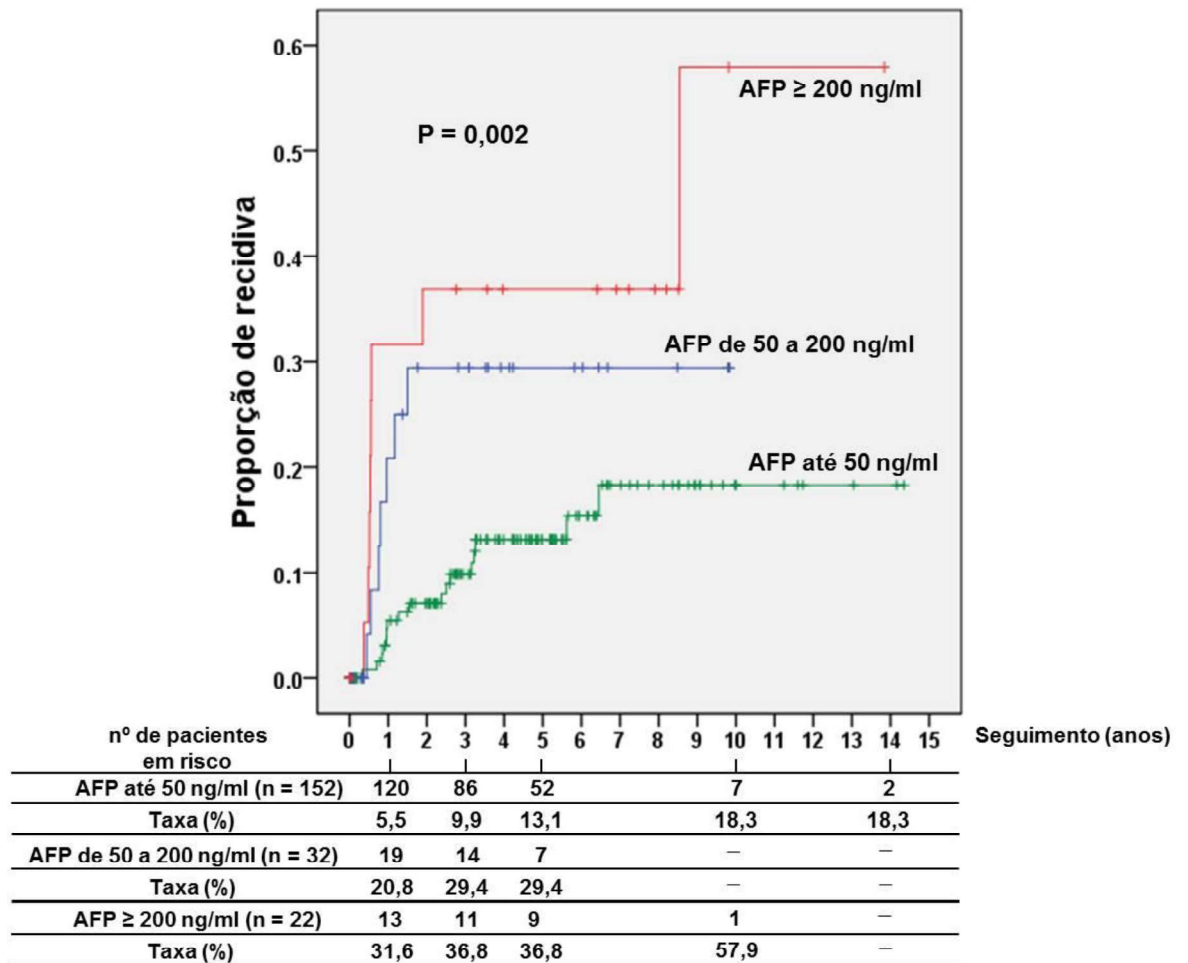 0.6
AFP ≥ 200 ng/ml
P = 0,002
0.5
0.4
AFP de 50 a 200 ng/ml
0.3
Proporção de recidiva
0.2
AFP até 50 ng/ml
0.1
0.0
0 1 2 3 4 5 6 7 8 9 10 11 12 13 14 15 Seguimento (anos)
nº de pacientes
em risco
AFP até 50 ng/ml (n = 152) 120 86 52 7 2
Taxa (%) 5,5 9,9 13,1 18,3 18,3
AFP de 50 a 200 ng/ml (n = 32) 19 14 7 – –
Taxa (%) 20,8 29,4 29,4 – –
AFP ≥ 200 ng/ml (n = 22) 13 11 9 1 –
Taxa (%) 31,6 36,8 36,8 57,9 –